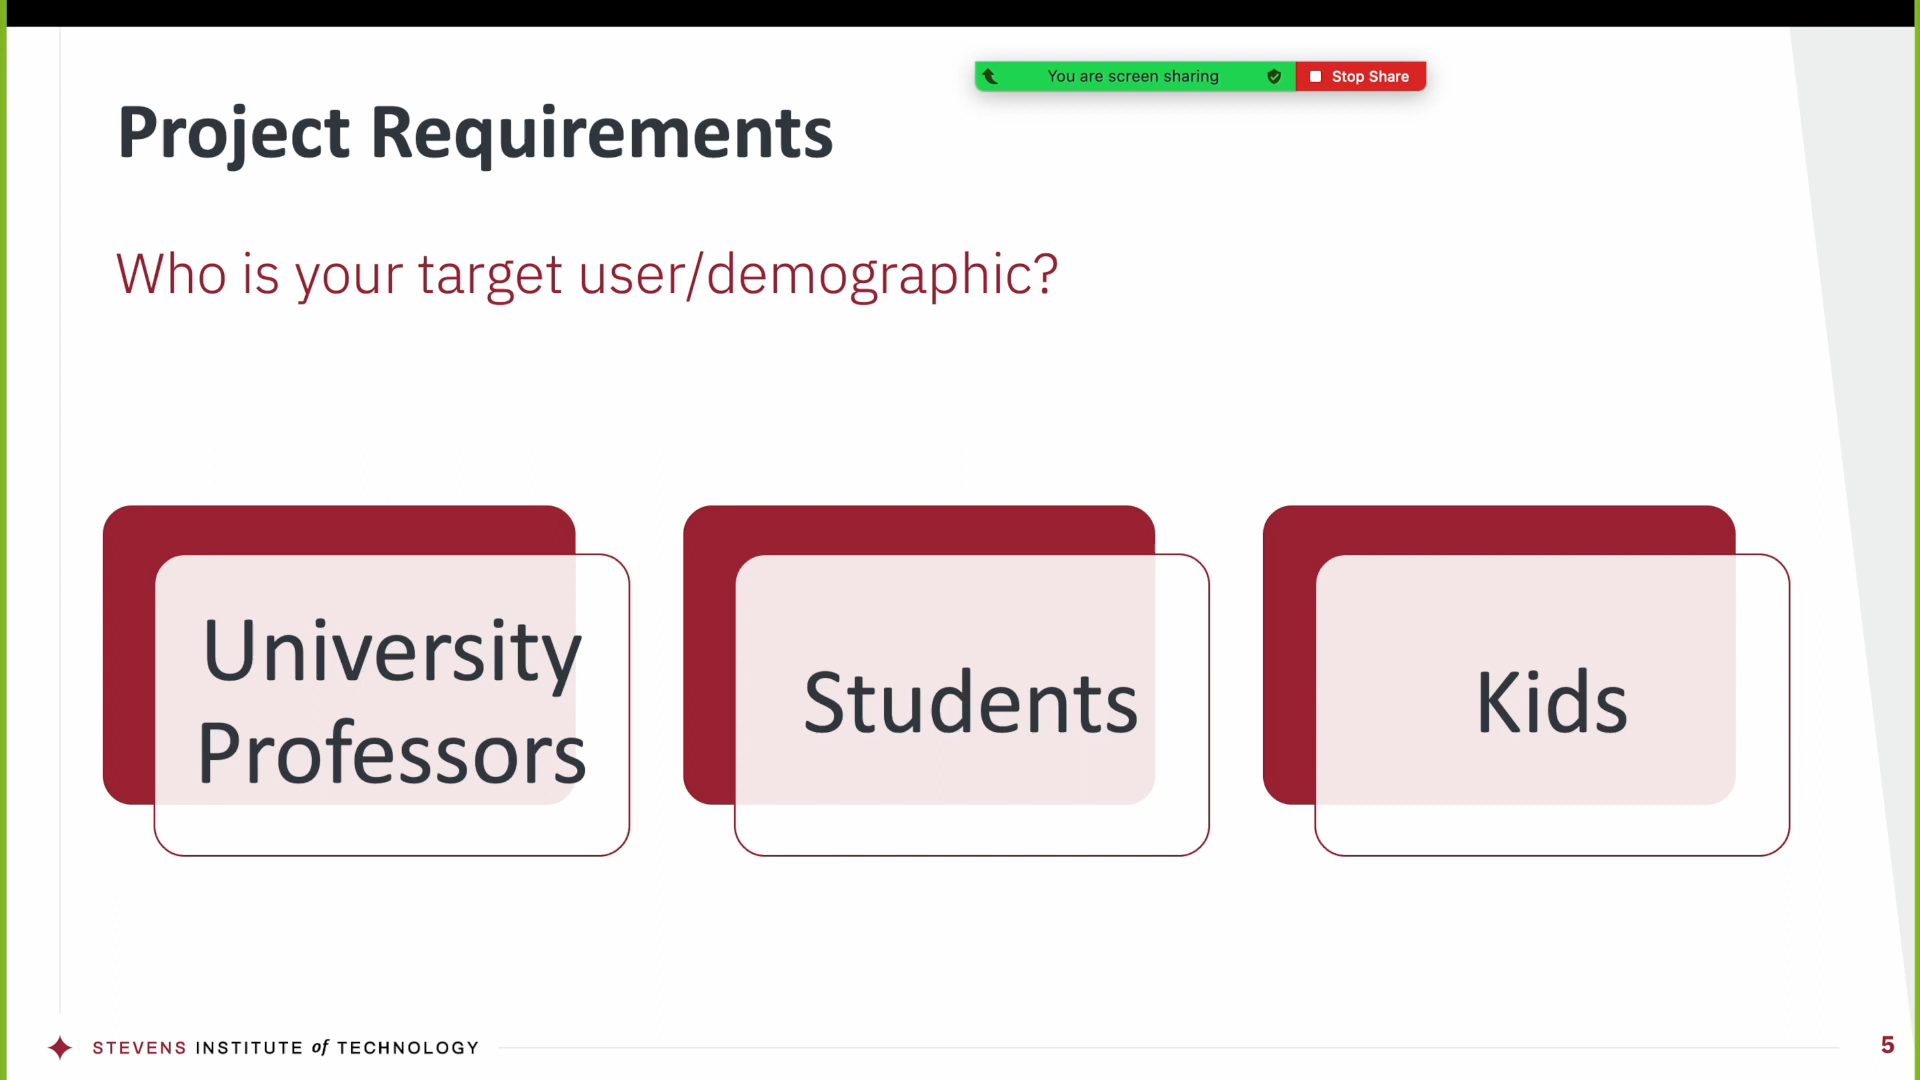 You are screen sharing
Stop Share
Project Requirements
Who is your target user/demographic?
University
Professors
Students
Kids
STEVENS INSTITUTE of TECHNOLOGY
5